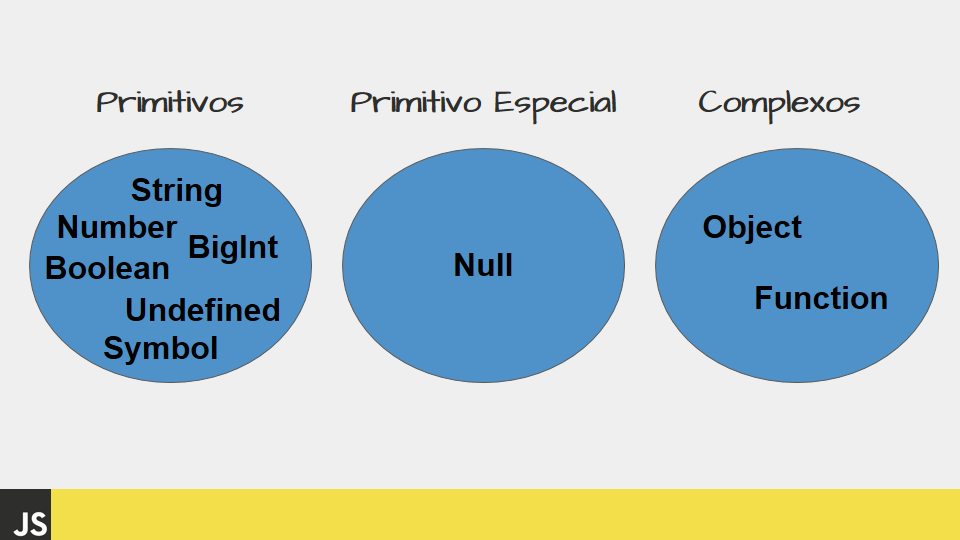 Primitivos
String
Number
BigInt
Boolean
Undefined
Symbol
Primitivo Especial
Null
Complexos
Object
Function
JS